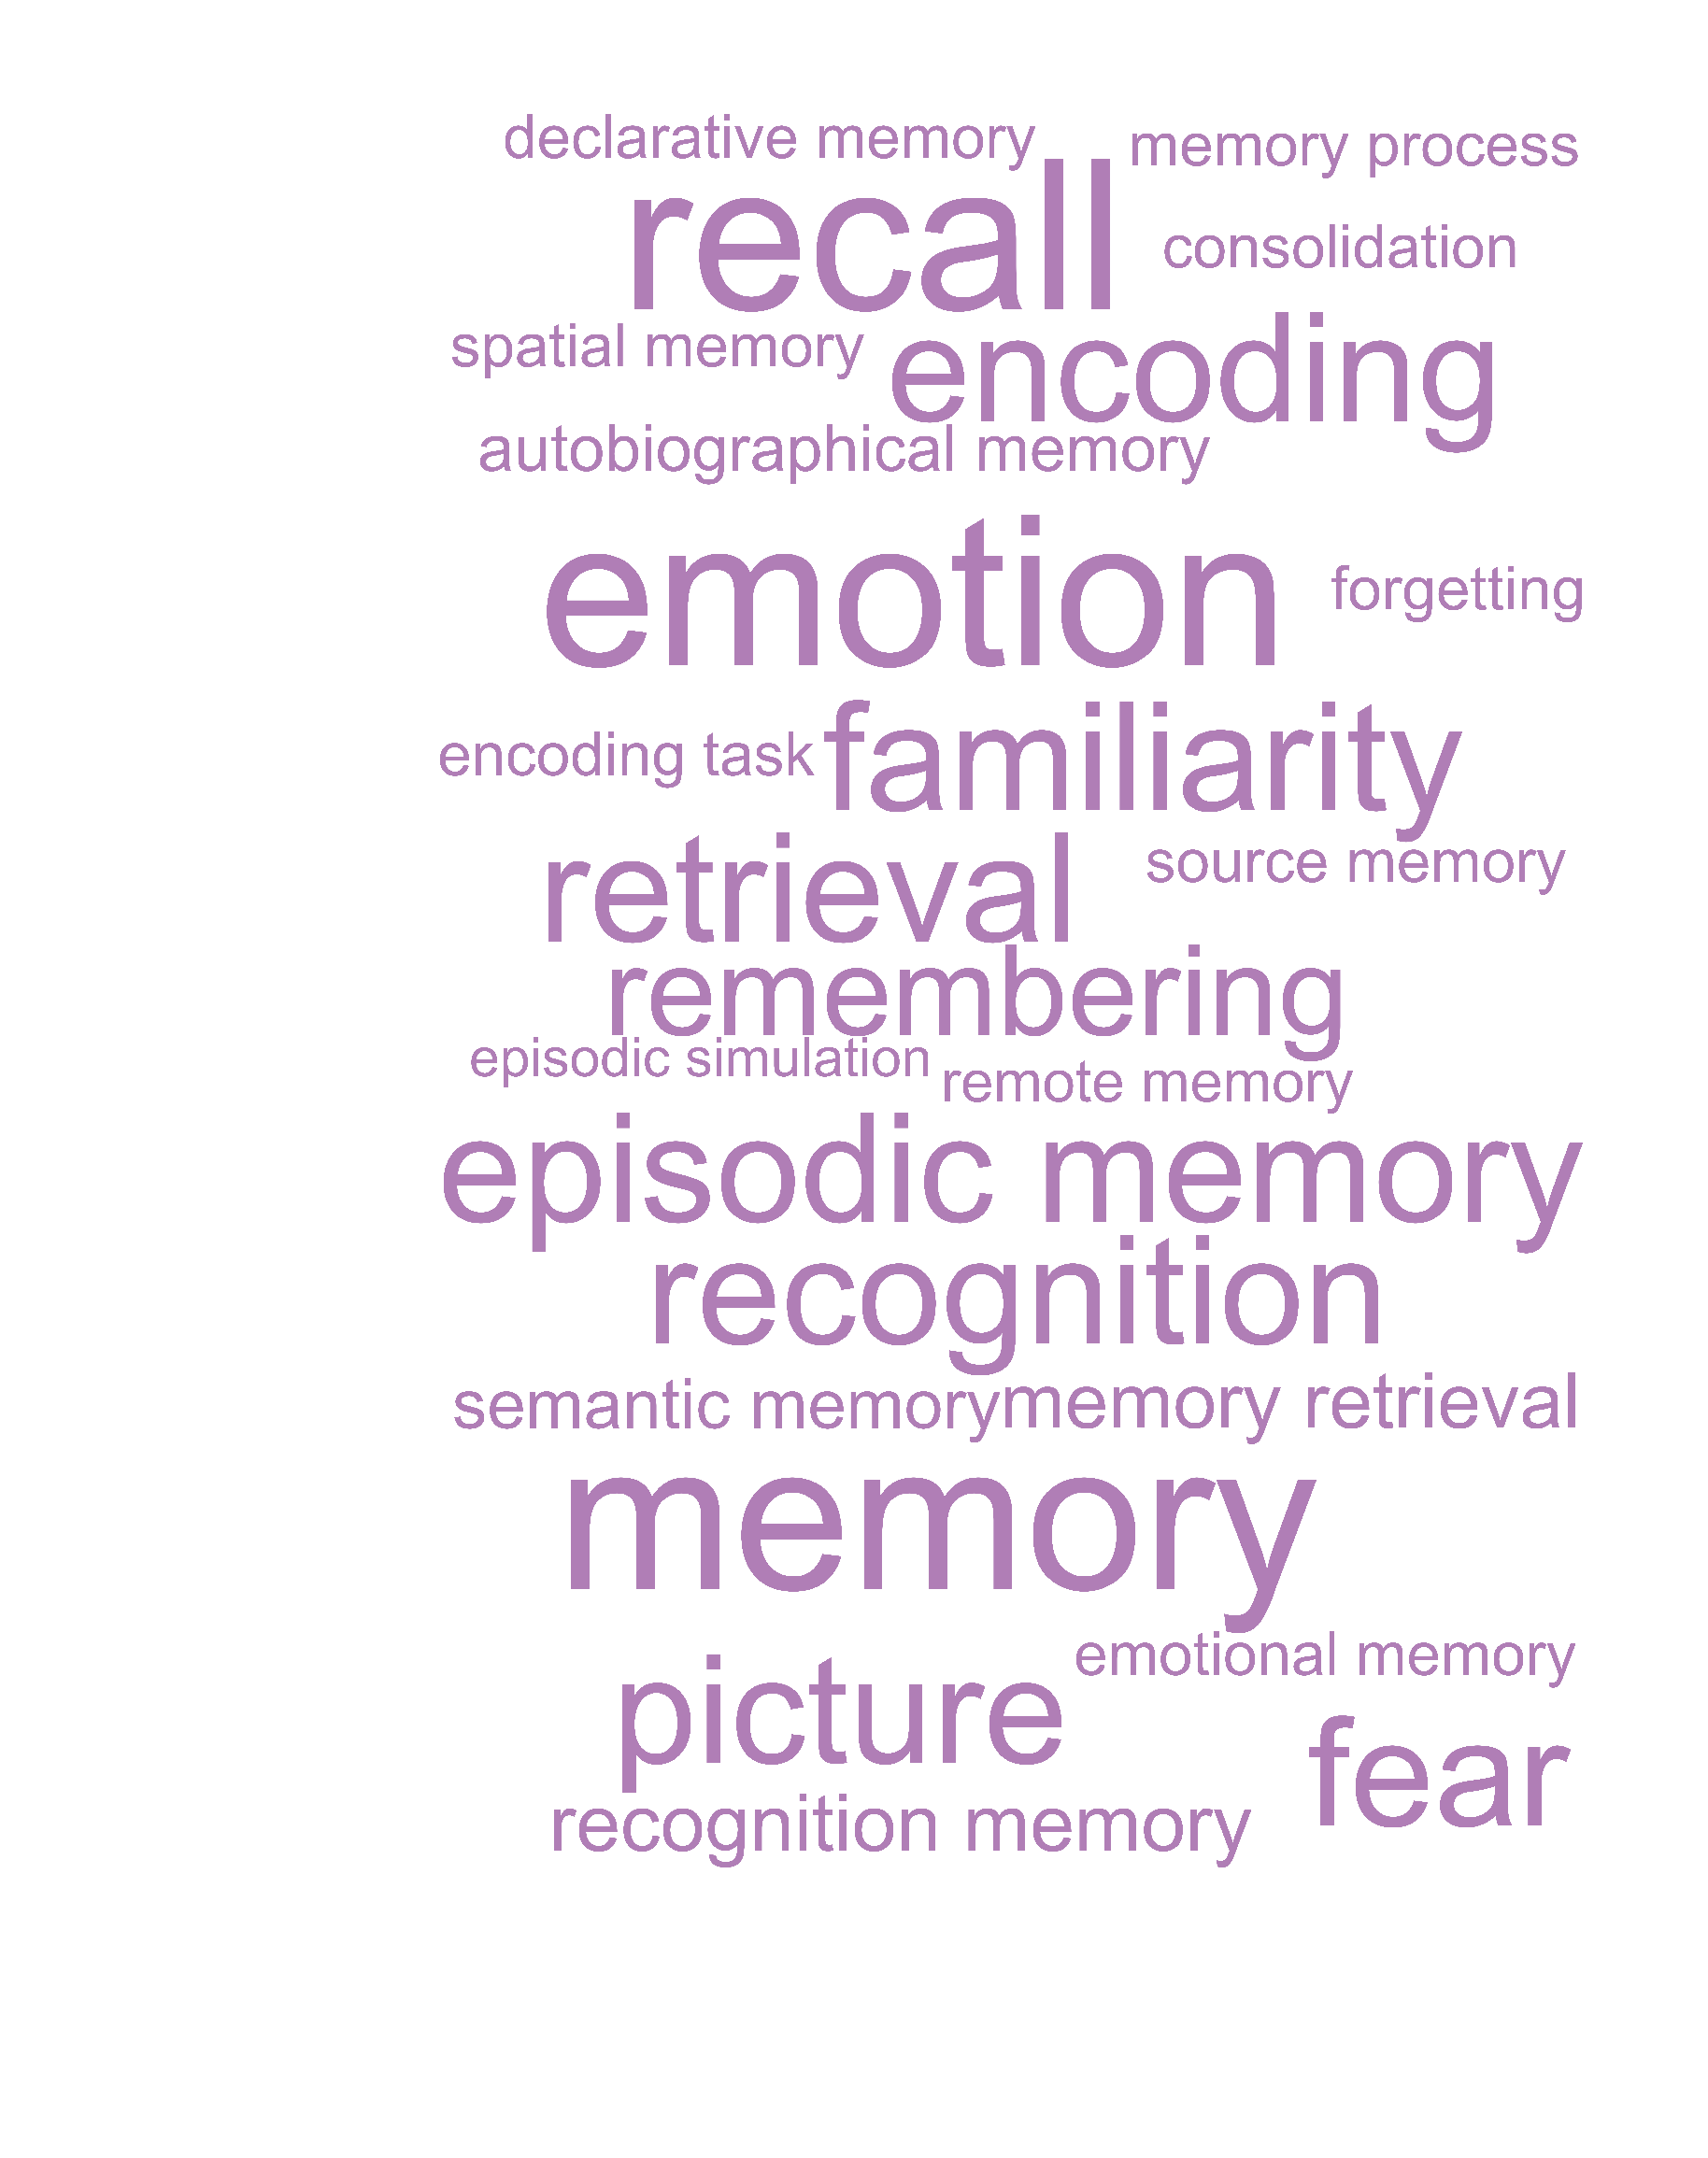 declarative memory
memory process
recall
consolidation
spatial memory
encoding
autobiographical memory
emotion
forgetting
encoding task
familiarity
retrieval
source memory
remembering
episodic simulation
remote memory
episodic memory
recognition
semantic memory
memory retrieval
memory
emotional memory
picture
fear
recognition memory